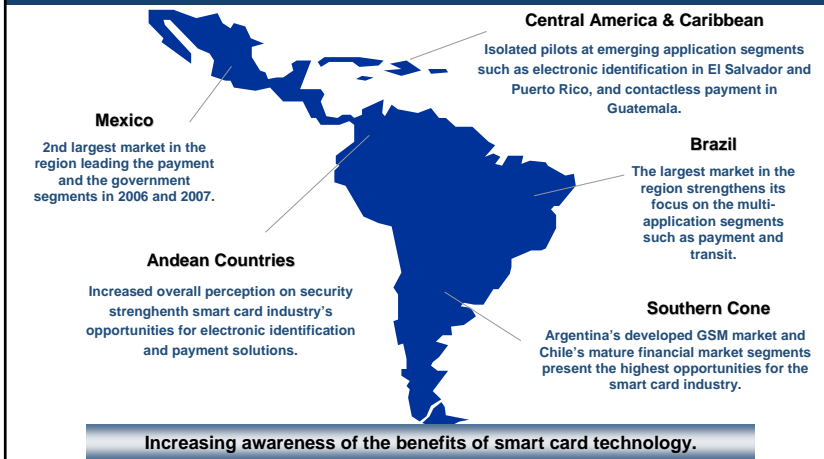 Central America & Caribbean
Isolated pilots at emerging application segments
such as electronic identification in El Salvador and
Puerto Rico, and contactless payment in
Guatemala.
Mexico
2nd largest market in the
region leading the payment
and the government
segments in 2006 and 2007.
Brazil
The largest market in the
region strengthens its
focus on the multi-
application segments
such as payment and
transit.
Andean Countries
Increased overall perception on security
strenghenth smart card industry's
opportunities for electronic identification
and payment solutions.
Southern Cone
Argentina's developed GSM market and
Chile's mature financial market segments
present the highest opportunities for the
smart card industry.
Increasing awareness of the benefits of smart card technology.